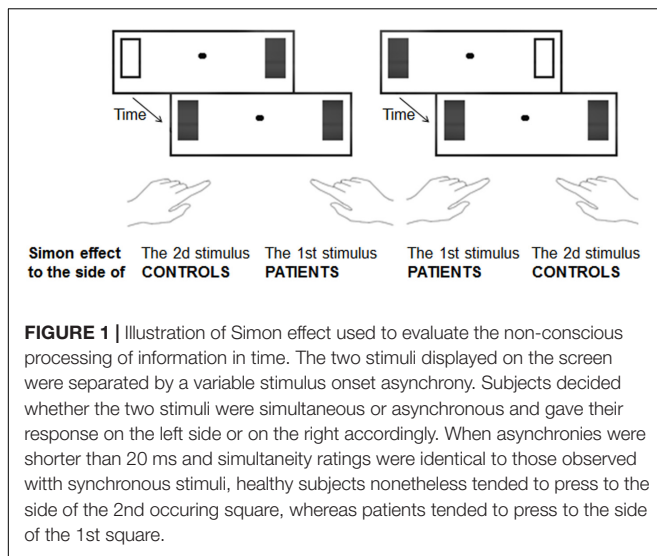 Time
Time
Simon effect The 2d stimulus The 1st stimulus The 1st stimulus The 2d stimulus
to the side of CONTROLS PATIENTS PATIENTS CONTROLS
FIGURE 1 | Illustration of Simon effect used to evaluate the non-conscious
processing of information in time. The two stimuli displayed on the screen
were separated by a variable stimulus onset asynchrony. Subjects decided
whether the two stimuli were simultaneous or asynchronous and gave their
response on the left side or on the right accordingly. When asynchronies were
shorter than 20 ms and simultaneity ratings were identical to those observed
witth synchronous stimuli, healthy subjects nonetheless tended to press to the
side of the 2nd occuring square, whereas patients tended to press to the side
of the 1st square.